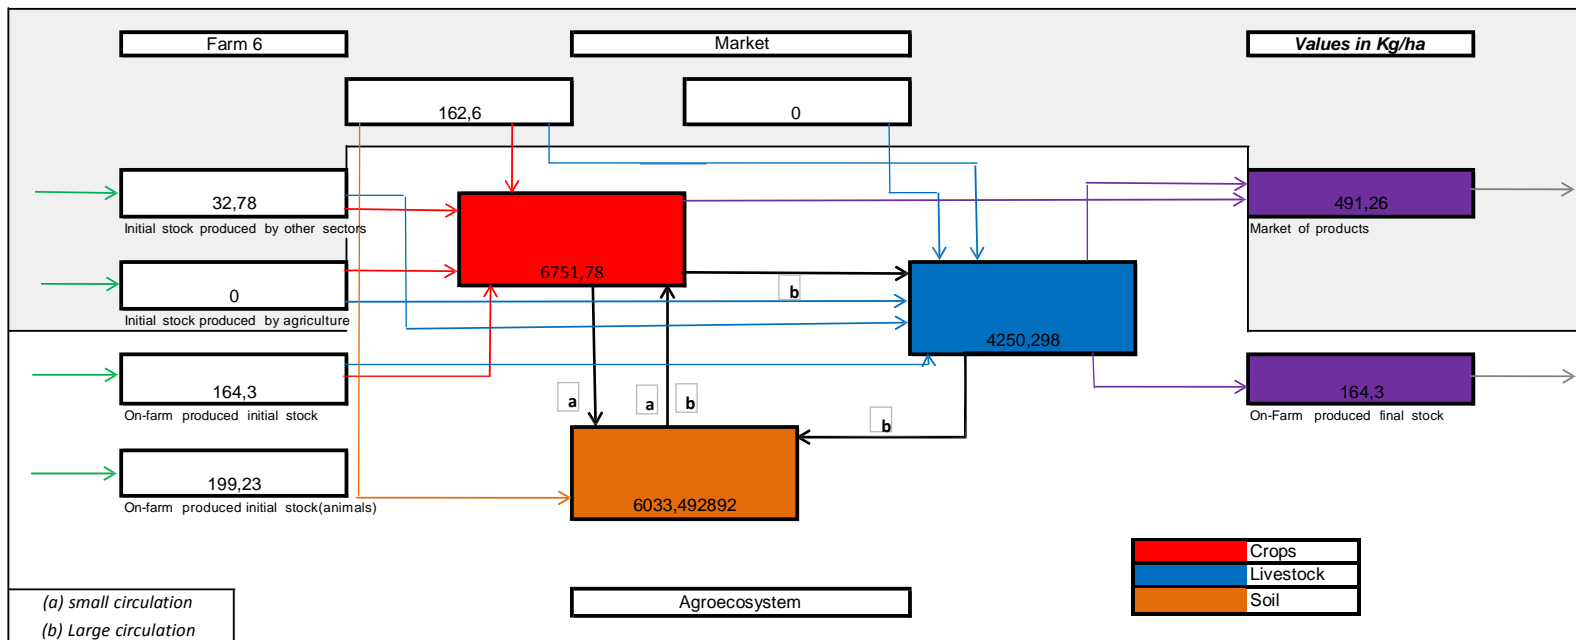 Farm 6
Market
Values in Kg/ha
162,6
0
32,78
Initial stock produced by other sectors
491,26
Market of products
6751,78
b
0
Initial stock produced by agriculture
4250,298
164,3
On-farm produced initial stock
a
a
b
b
164,3
On-Farm produced final stock
199,23
On-farm produced initial stock(animals)
6033,492892
Crops
Livestock
Soil
(a) small circulation
(b) Large circulation
Agroecosystem